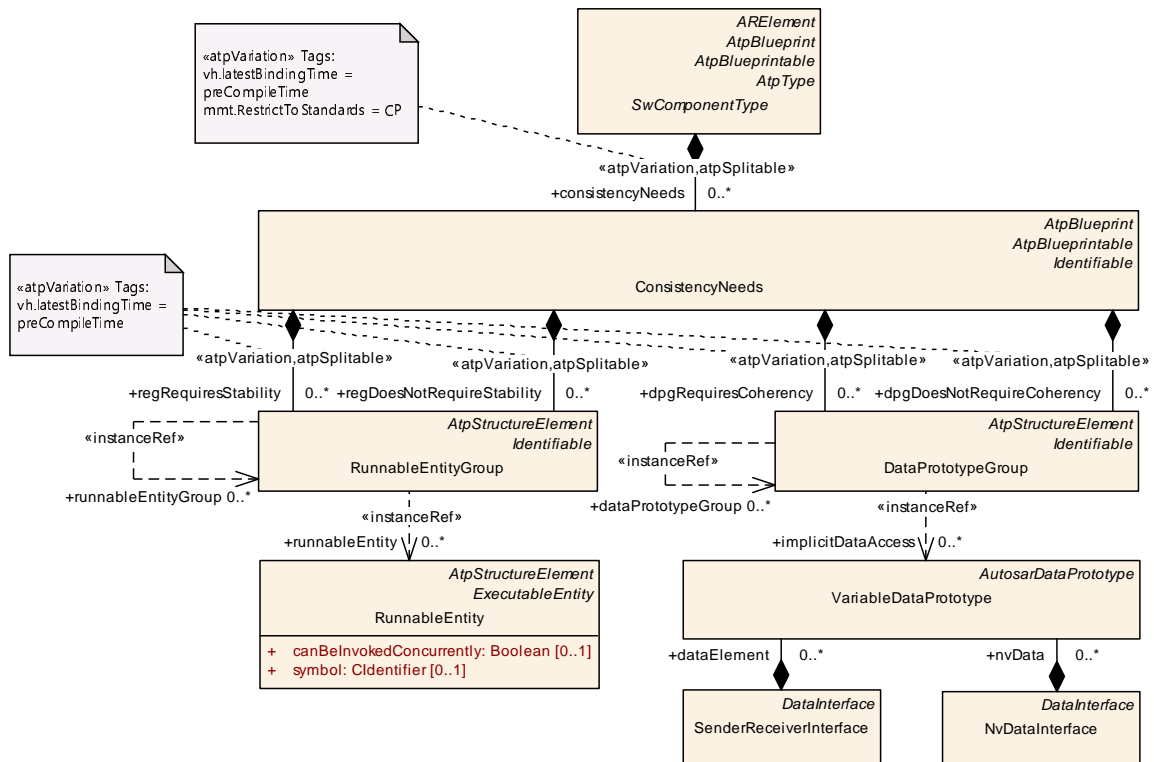 ARElement
AtpBlueprint
AtpBlueprintable
AtpType
SwComponentType
«atpVariation» Tags:
vh.latestBindingTime =
preCompileTime
mmt.RestrictToStandards = CP
«atpVariation,atpSplitable»
+consistencyNeeds 0..*
AtpBlueprint
AtpBlueprintable
Identifiable
ConsistencyNeeds
«atpVariation» Tags:
vh.latestBindingTime =
preCompileTime
«atpVariation,atpSplitable» «atpVariation,atpSplitable» «atpVariation,atpSplitable» «atpVariation,atpSplitable»
+regRequiresStability 0..* +regDoesNotRequireStability 0..* +dpgRequiresCoherency 0..* +dpgDoesNotRequireCoherency 0..*
AtpStructureElement
Identifiable
RunnableEntityGroup
«instanceRef»
+runnableEntityGroup 0..*
AtpStructureElement
Identifiable
DataPrototypeGroup
«instanceRef»
+dataPrototypeGroup 0..*
«instanceRef»
+runnableEntity 0..*
«instanceRef»
+implicitDataAccess 0..*
AtpStructureElement
ExecutableEntity
RunnableEntity
+ canBeInvokedConcurrently: Boolean [0..1]
+ symbol: CIdentifier [0..1]
AutosarDataPrototype
VariableDataPrototype
+dataElement 0..*
+nvData 0..*
DataInterface
SenderReceiverInterface
DataInterface
NvDataInterface